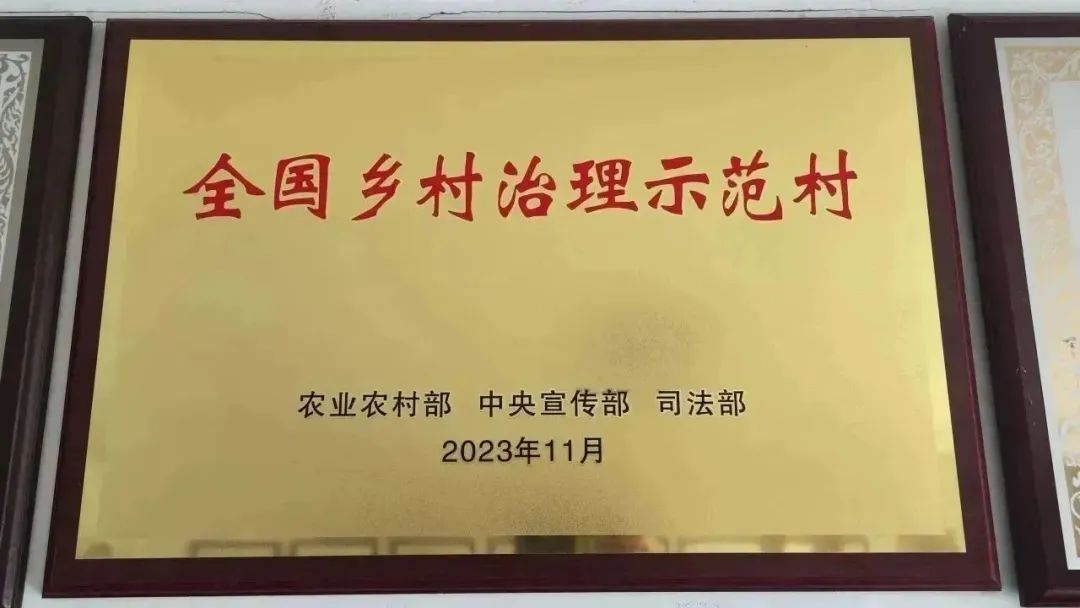 全国乡村治理示范村
农业农村部 中央宣传部 司法部
2023年11月